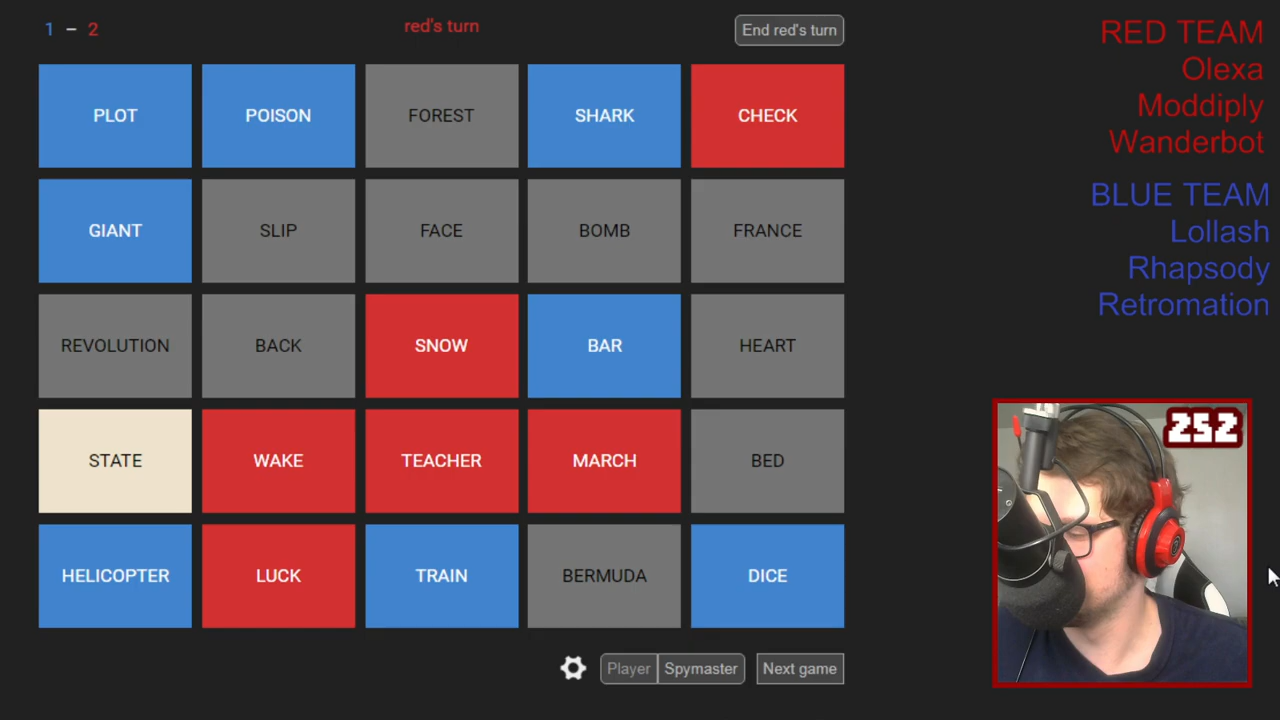 1 – 2
red's turn
End red's turn
PLOT POISON FOREST SHARK CHECK
GIANT SLIP FACE BOMB FRANCE
REVOLUTION BACK SNOW BAR HEART
STATE WAKE TEACHER MARCH BED
HELICOPTER LUCK TRAIN BERMUDA DICE
Player Spymaster Next game
RED TEAM
Olexa
Moddiply
Wanderbot
BLUE TEAM
Lollash
Rhapsody
Retromation
252